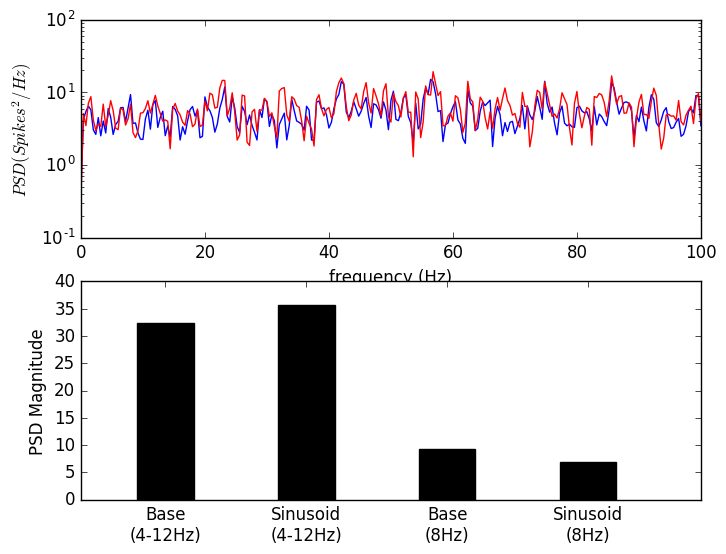 10^2
10^1
10^0
10^-1
PSD(Spikes^2/Hz)
0 20 40 60 80 100
frequency (Hz)
40
35
30
25
20
15
10
5
0
PSD Magnitude
Base Sinusoid Base Sinusoid
(4-12Hz) (4-12Hz) (8Hz) (8Hz)